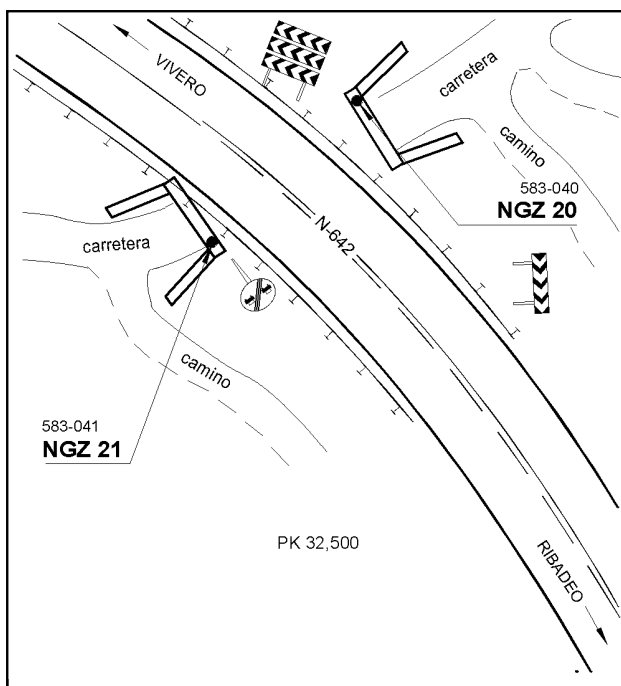 VIVERO
carretera
camino
583-040
NGZ 20
N-642
carretera
camino
583-041
NGZ 21
PK 32,500
RIBADEO